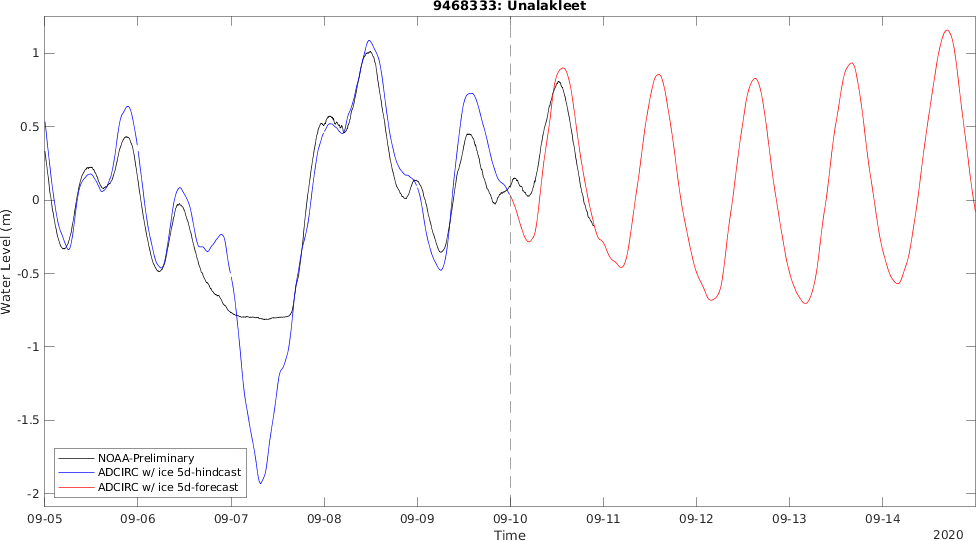 9468333: Unalakleet
Water Level (m)
1
0.5
0
-0.5
-1
-1.5
-2
NOAA-Preliminary
ADCIRC w/ ice 5d-hindcast
ADCIRC w/ ice 5d-forecast
09-05 09-06 09-07 09-08 09-09 09-10 09-11 09-12 09-13 09-14
Time
2020